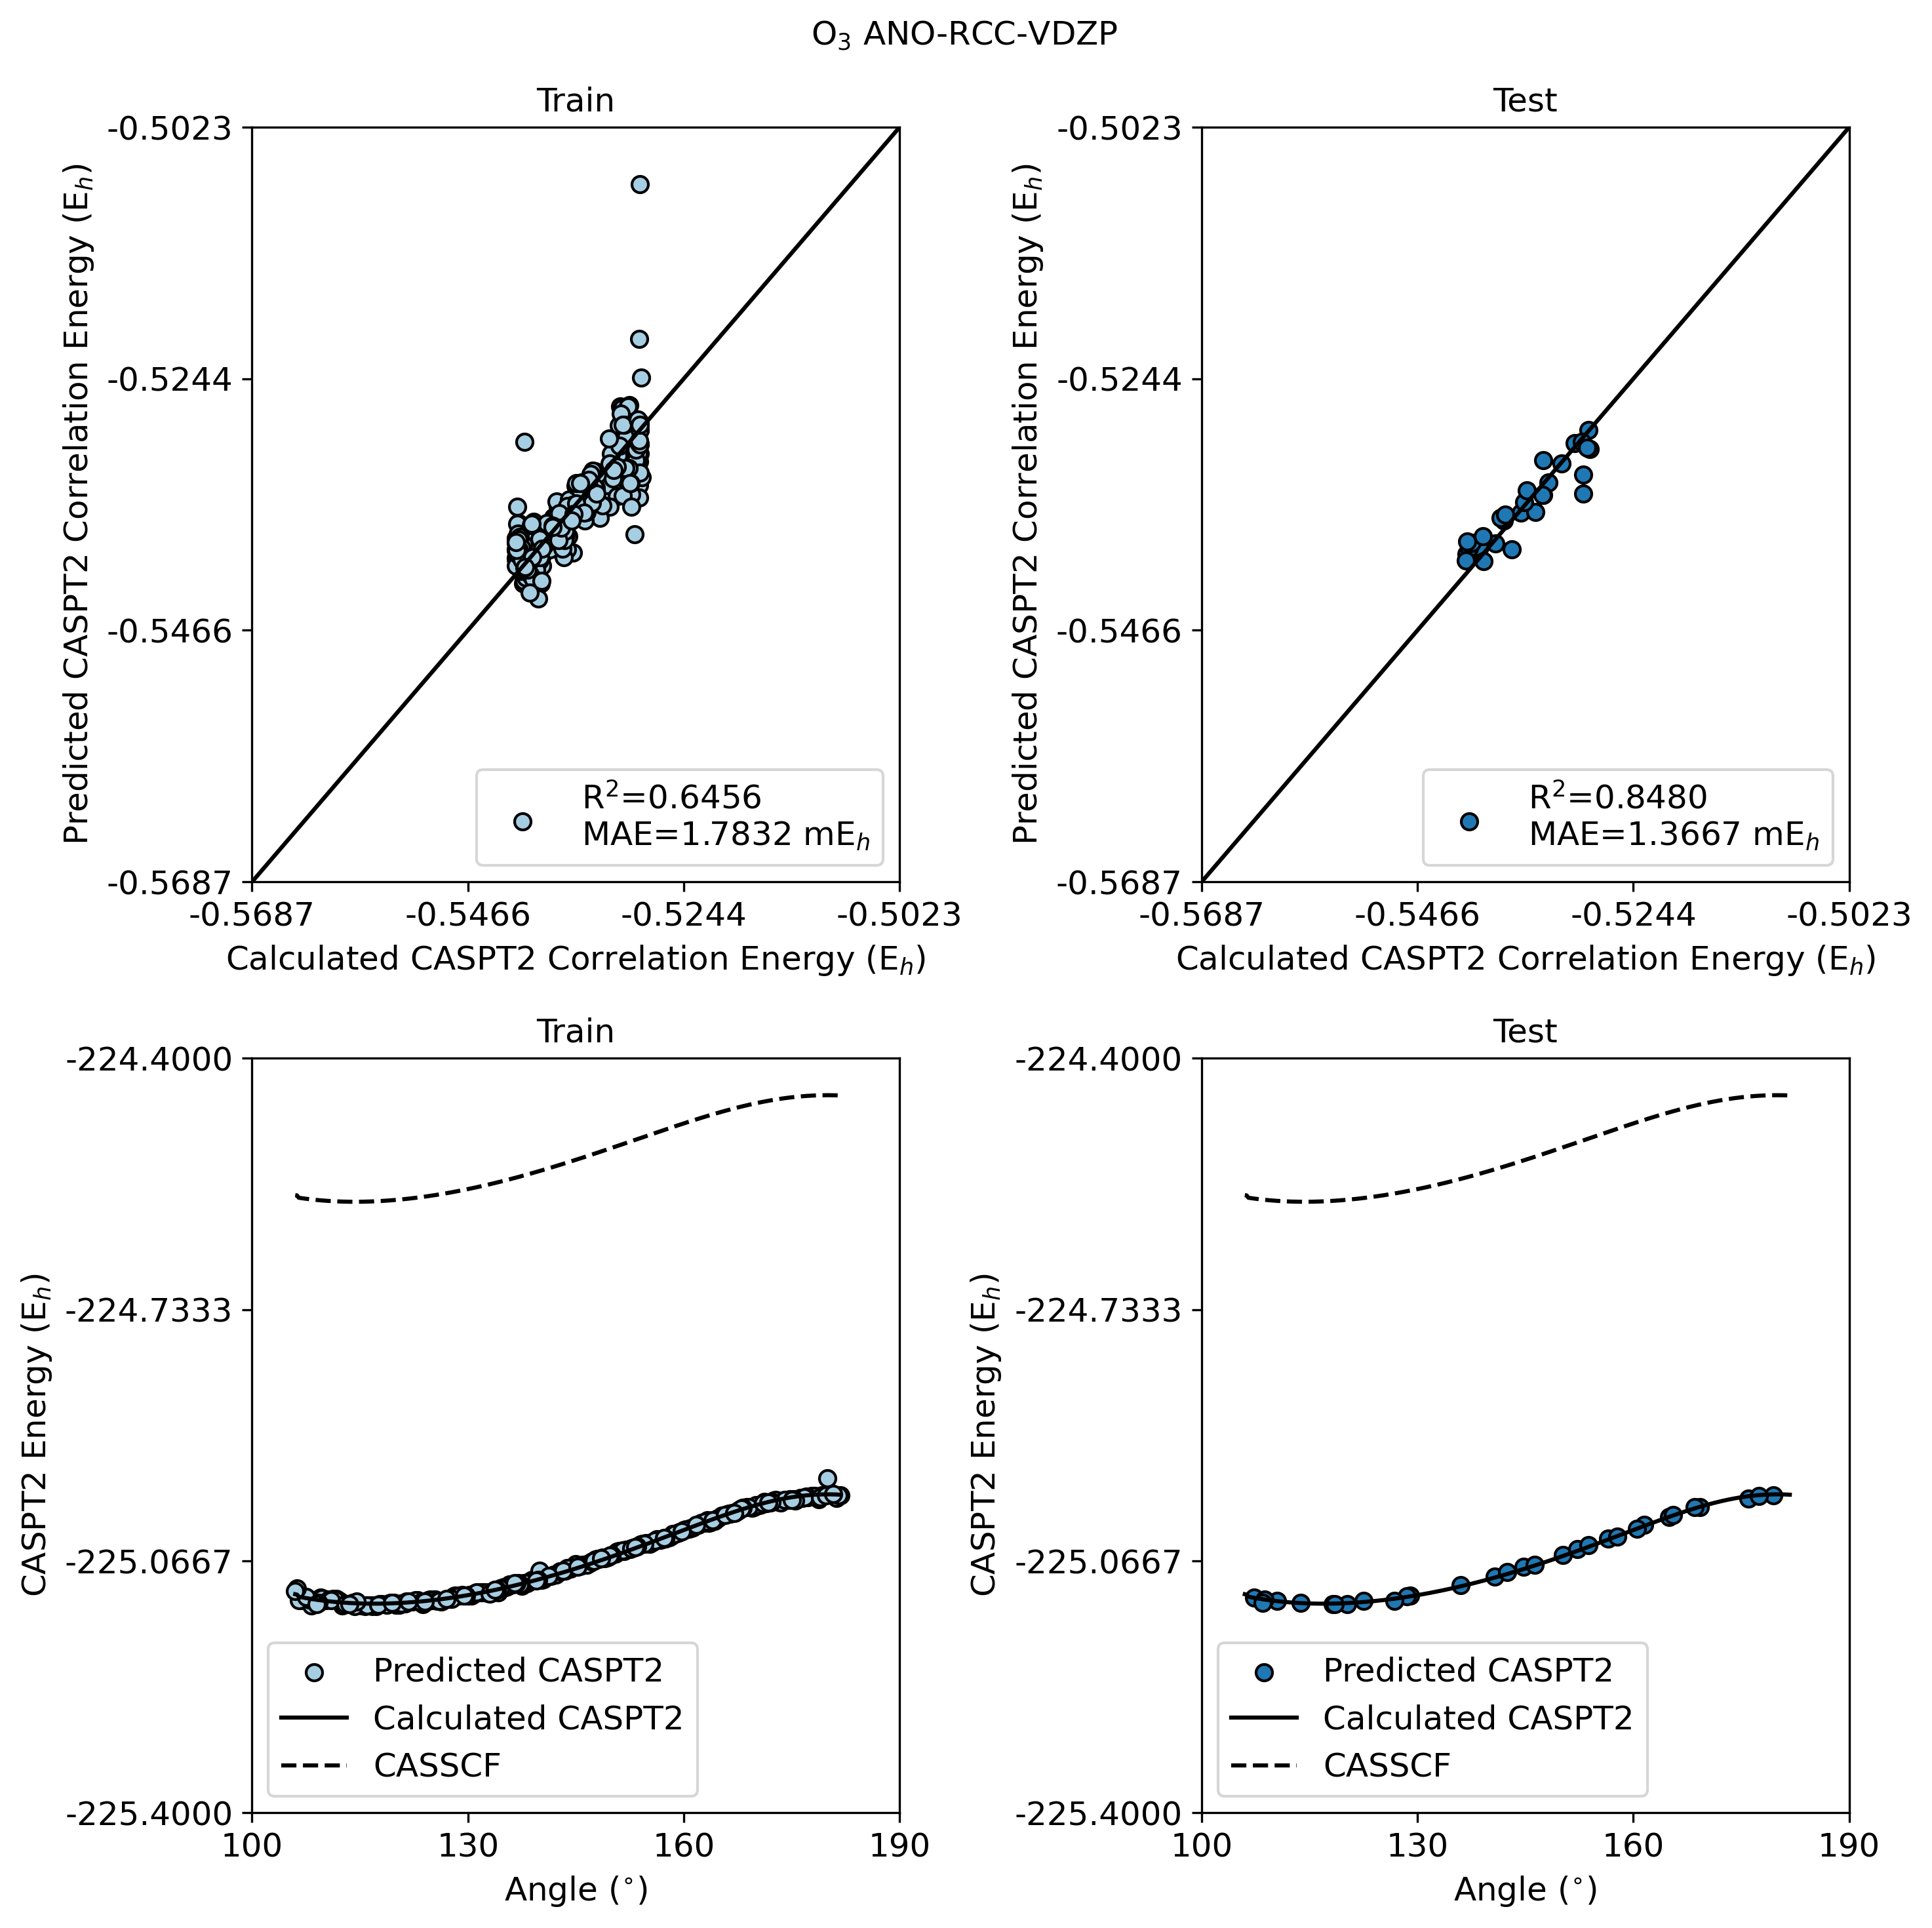 O₃ ANO-RCC-VDZP
Train
Predicted CASPT2 Correlation Energy (Eₕ)
-0.5023
-0.5244
-0.5466
-0.5687
R²=0.6456
MAE=1.7832 mEₕ
-0.5687 -0.5466 -0.5244 -0.5023
Calculated CASPT2 Correlation Energy (Eₕ)
Test
Predicted CASPT2 Correlation Energy (Eₕ)
-0.5023
-0.5244
-0.5466
-0.5687
R²=0.8480
MAE=1.3667 mEₕ
-0.5687 -0.5466 -0.5244 -0.5023
Calculated CASPT2 Correlation Energy (Eₕ)
Train
CASPT2 Energy (Eₕ)
-224.4000
-224.7333
-225.0667
-225.4000
Predicted CASPT2
Calculated CASPT2
CASSCF
100 130 160 190
Angle (°)
Test
CASPT2 Energy (Eₕ)
-224.4000
-224.7333
-225.0667
-225.4000
Predicted CASPT2
Calculated CASPT2
CASSCF
100 130 160 190
Angle (°)